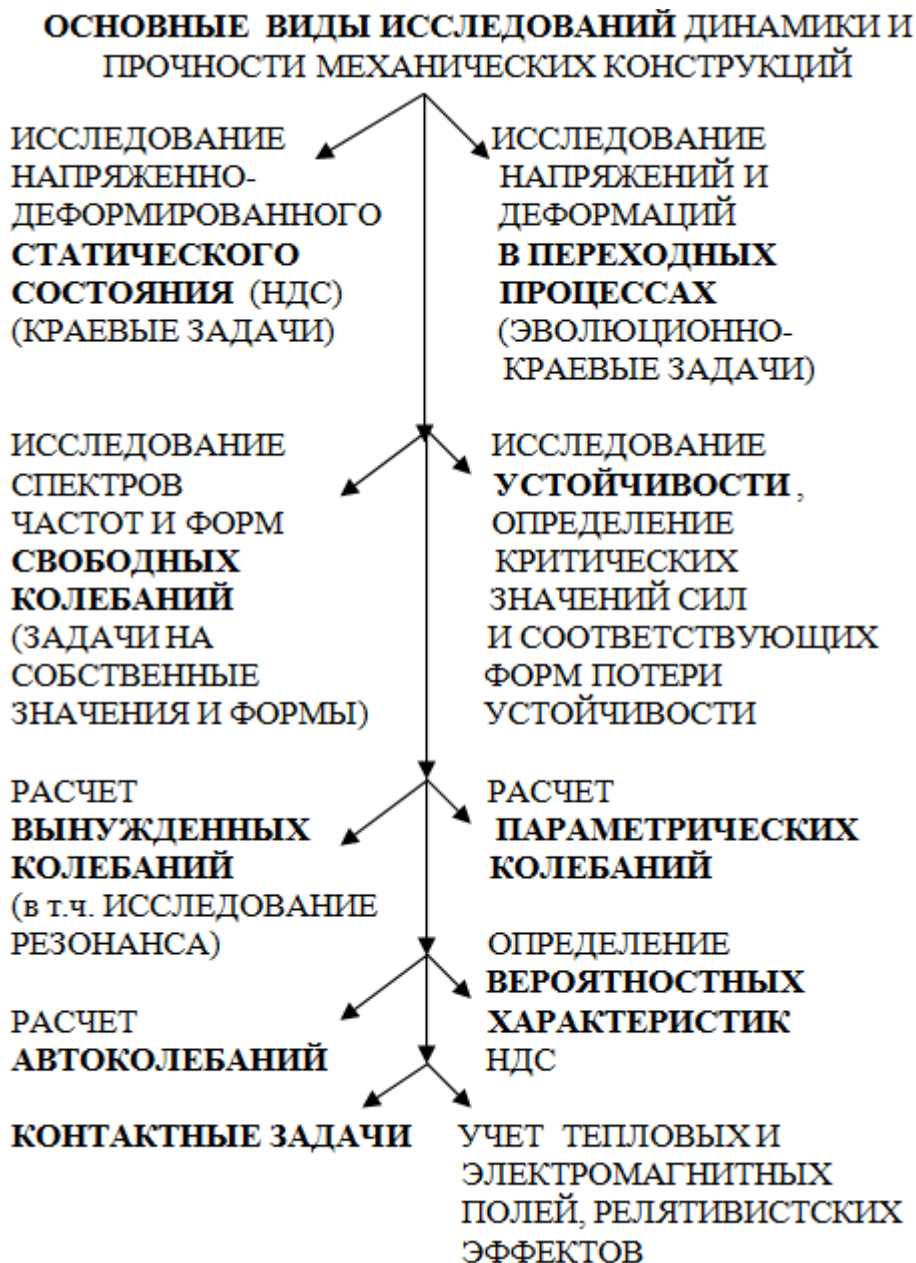 ОСНОВНЫЕ ВИДЫ ИССЛЕДОВАНИЙ ДИНАМИКИ И
ПРОЧНОСТИ МЕХАНИЧЕСКИХ КОНСТРУКЦИЙ
ИССЛЕДОВАНИЕ
НАПРЯЖЕННО-
ДЕФОРМИРОВАННОГО
СТАТИЧЕСКОГО
СОСТОЯНИЯ (НДС)
(КРАЕВЫЕ ЗАДАЧИ)
ИССЛЕДОВАНИЕ
НАПРЯЖЕНИЙ И
ДЕФОРМАЦИЙ
В ПЕРЕХОДНЫХ
ПРОЦЕССАХ
(ЭВОЛЮЦИОННО-
КРАЕВЫЕ ЗАДАЧИ)
ИССЛЕДОВАНИЕ
СПЕКТРОВ
ЧАСТОТ И ФОРМ
СВОБОДНЫХ
КОЛЕБАНИЙ
(ЗАДАЧИ НА
СОБСТВЕННЫЕ
ЗНАЧЕНИЯ И ФОРМЫ)
ИССЛЕДОВАНИЕ
УСТОЙЧИВОСТИ ,
ОПРЕДЕЛЕНИЕ
КРИТИЧЕСКИХ
ЗНАЧЕНИЙ СИЛ
И СООТВЕТСТВУЮЩИХ
ФОРМ ПОТЕРИ
УСТОЙЧИВОСТИ
РАСЧЕТ
ВЫНУЖДЕННЫХ
КОЛЕБАНИЙ
(в т.ч. ИССЛЕДОВАНИЕ
РЕЗОНАНСА)
РАСЧЕТ
ПАРАМЕТРИЧЕСКИХ
КОЛЕБАНИЙ
РАСЧЕТ
АВТОКОЛЕБАНИЙ
ОПРЕДЕЛЕНИЕ
ВЕРОЯТНОСТНЫХ
ХАРАКТЕРИСТИК
НДС
КОНТАКТНЫЕ ЗАДАЧИ
УЧЕТ ТЕПЛОВЫХ И
ЭЛЕКТРОМАГНИТНЫХ
ПОЛЕЙ, РЕЛЯТИВИСТСКИХ
ЭФФЕКТОВ